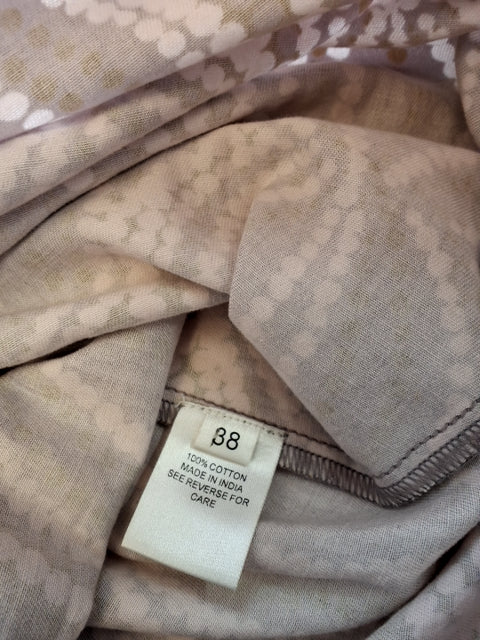 38
100% COTTON
MADE IN INDIA
SEE REVERSE FOR
CARE